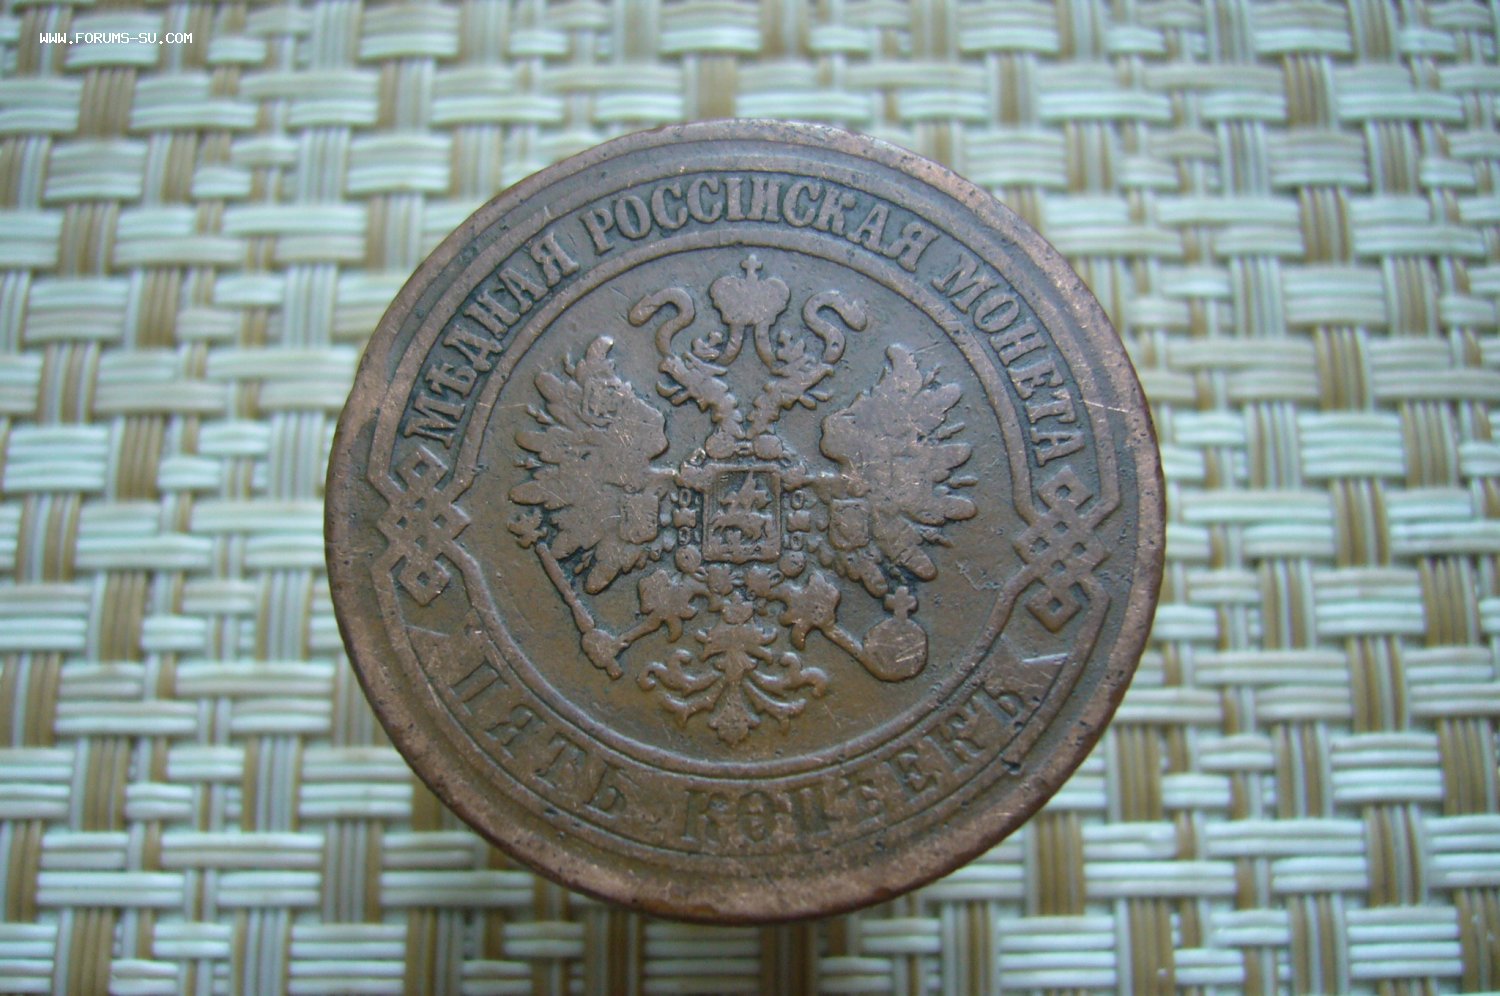 WWW.FORUMS-SU.COM
МѢДНАЯ РОССІЙСКАЯ МОНЕТА
ПЯТЬ КОПѢЕКЪ